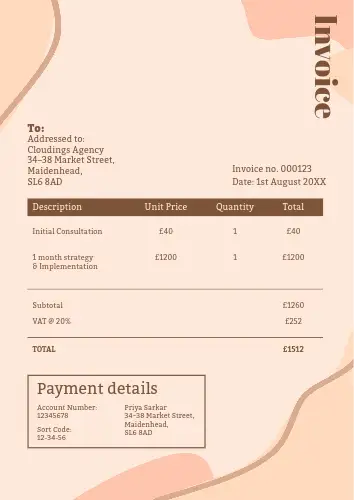 Invoice
To:
Addressed to:
Cloudings Agency
34–38 Market Street,
Maidenhead,
SL6 8AD
Invoice no. 000123
Date: 1st August 20XX
Description Unit Price Quantity Total
Initial Consultation £40 1 £40
1 month strategy £1200 1 £1200
& Implementation
Subtotal £1260
VAT @ 20% £252
TOTAL £1512
Payment details
Account Number:
12345678
Sort Code:
12-34-56
Priya Sarkar
34–38 Market Street,
Maidenhead,
SL6 8AD